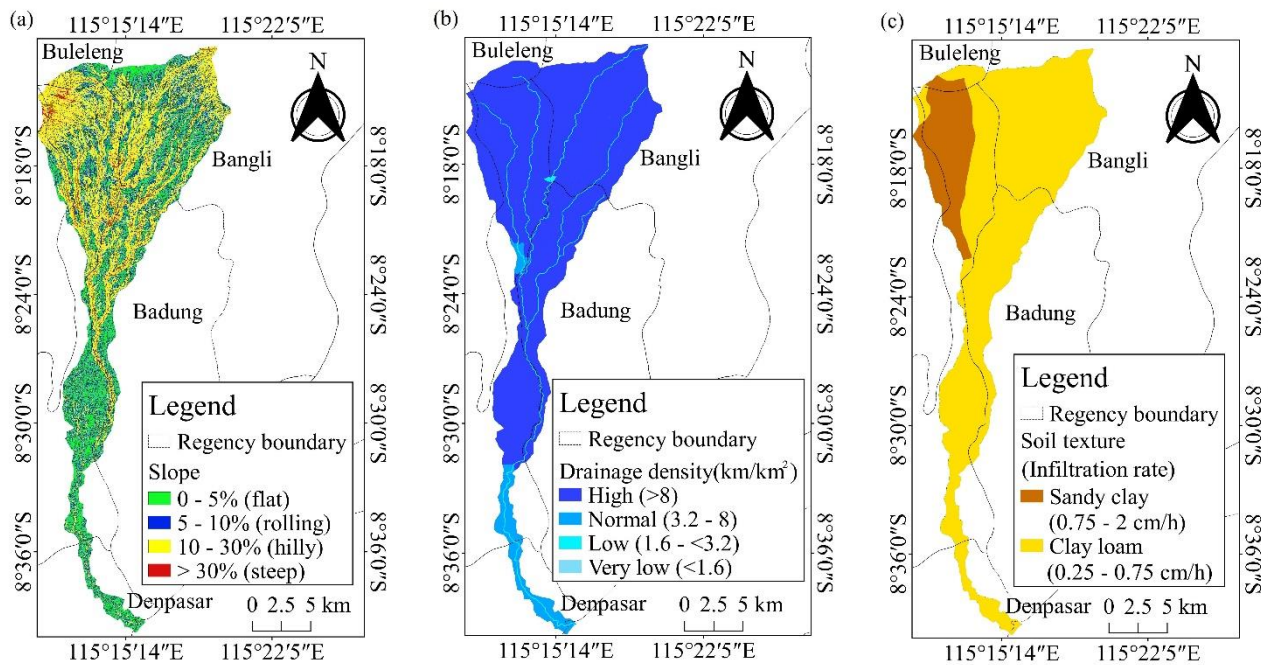 (a)
115°15′14″E 115°22′5″E
Buleleng
N
Bangli
8°18′0″S
8°24′0″S
Badung
8°30′0″S
8°36′0″S
Legend
Regency boundary
Slope
0 - 5% (flat)
5 - 10% (rolling)
10 - 30% (hilly)
> 30% (steep)
Denpasar
0 2.5 5 km
8°18′0″S
8°24′0″S
8°30′0″S
8°36′0″S
115°15′14″E 115°22′5″E
(b)
115°15′14″E 115°22′5″E
Buleleng
N
Bangli
8°18′0″S
8°24′0″S
Badung
8°30′0″S
8°36′0″S
Legend
Regency boundary
Drainage density(km/km²)
High (>8)
Normal (3.2 - 8)
Low (1.6 - <3.2)
Very low (<1.6)
Denpasar
0 2.5 5 km
8°18′0″S
8°24′0″S
8°30′0″S
8°36′0″S
115°15′14″E 115°22′5″E
(c)
115°15′14″E 115°22′5″E
Buleleng
N
Bangli
8°18′0″S
8°24′0″S
Badung
8°30′0″S
8°36′0″S
Legend
Regency boundary
Soil texture
(Infiltration rate)
Sandy clay
(0.75 - 2 cm/h)
Clay loam
(0.25 - 0.75 cm/h)
Denpasar
0 2.5 5 km
8°18′0″S
8°24′0″S
8°30′0″S
8°36′0″S
115°15′14″E 115°22′5″E